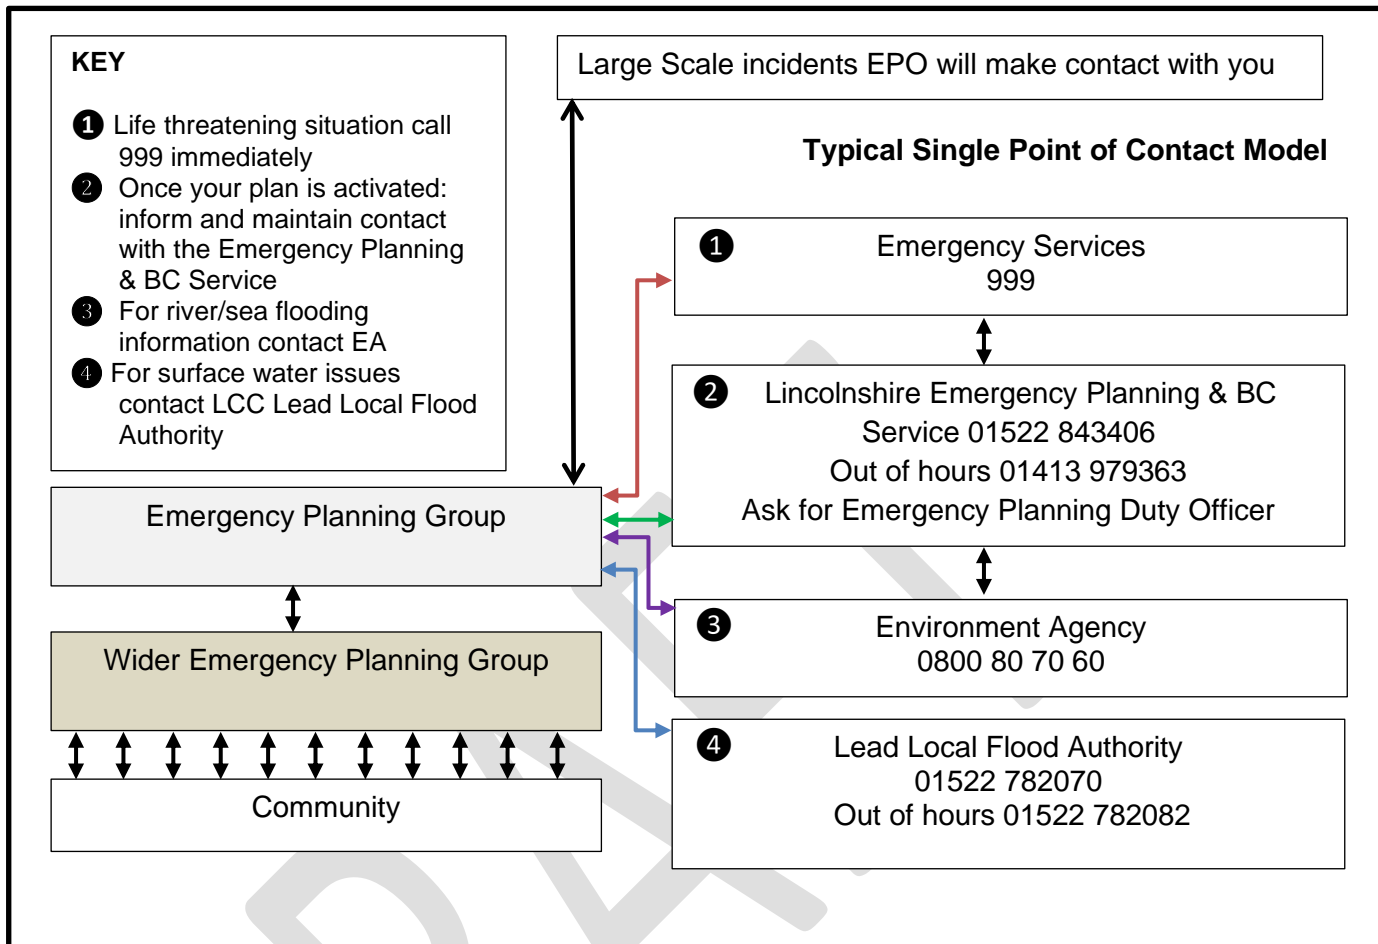 KEY
❶ Life threatening situation call
999 immediately
❷ Once your plan is activated:
inform and maintain contact
with the Emergency Planning
& BC Service
❸ For river/sea flooding
information contact EA
❹ For surface water issues
contact LCC Lead Local Flood
Authority
Large Scale incidents EPO will make contact with you
Typical Single Point of Contact Model
❶ Emergency Services
999
❷ Lincolnshire Emergency Planning & BC
Service 01522 843406
Out of hours 01413 979363
Ask for Emergency Planning Duty Officer
❸ Environment Agency
0800 80 70 60
❹ Lead Local Flood Authority
01522 782070
Out of hours 01522 782082
Emergency Planning Group
Wider Emergency Planning Group
Community
DRAFT